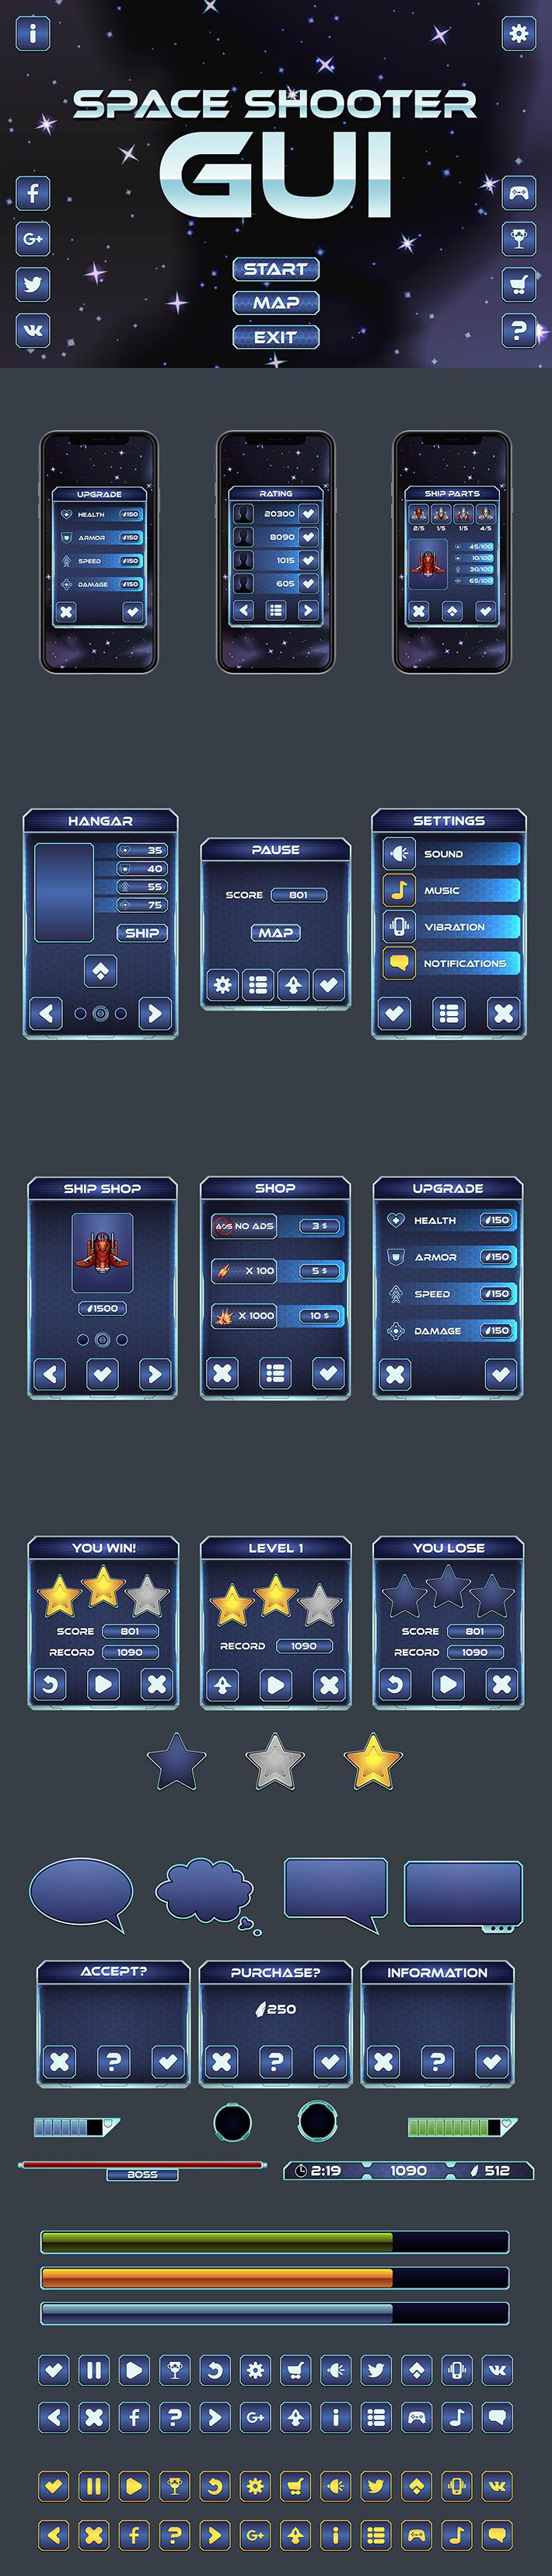 SPACE SHOOTER
GUI
START
MAP
EXIT
UPGRADE
HEALTH 150
ARMOR 150
SPEED 150
DAMAGE 150
RATING
20300
8090
1015
605
SHIP PARTS
2/5 1/5 1/5 4/5
45/100
10/100
30/100
65/100
HANGAR
35
40
55
75
SHIP
PAUSE
SCORE 801
MAP
SETTINGS
SOUND
MUSIC
VIBRATION
NOTIFICATIONS
SHIP SHOP
1500
SHOP
ADS NO ADS 3 $
X 100 5 $
X 1000 10 $
UPGRADE
HEALTH 150
ARMOR 150
SPEED 150
DAMAGE 150
YOU WIN!
SCORE 801
RECORD 1090
LEVEL 1
RECORD 1090
YOU LOSE
SCORE 801
RECORD 1090
ACCEPT?
?
PURCHASE?
250
?
INFORMATION
?
BOSS
2:19 1090 512